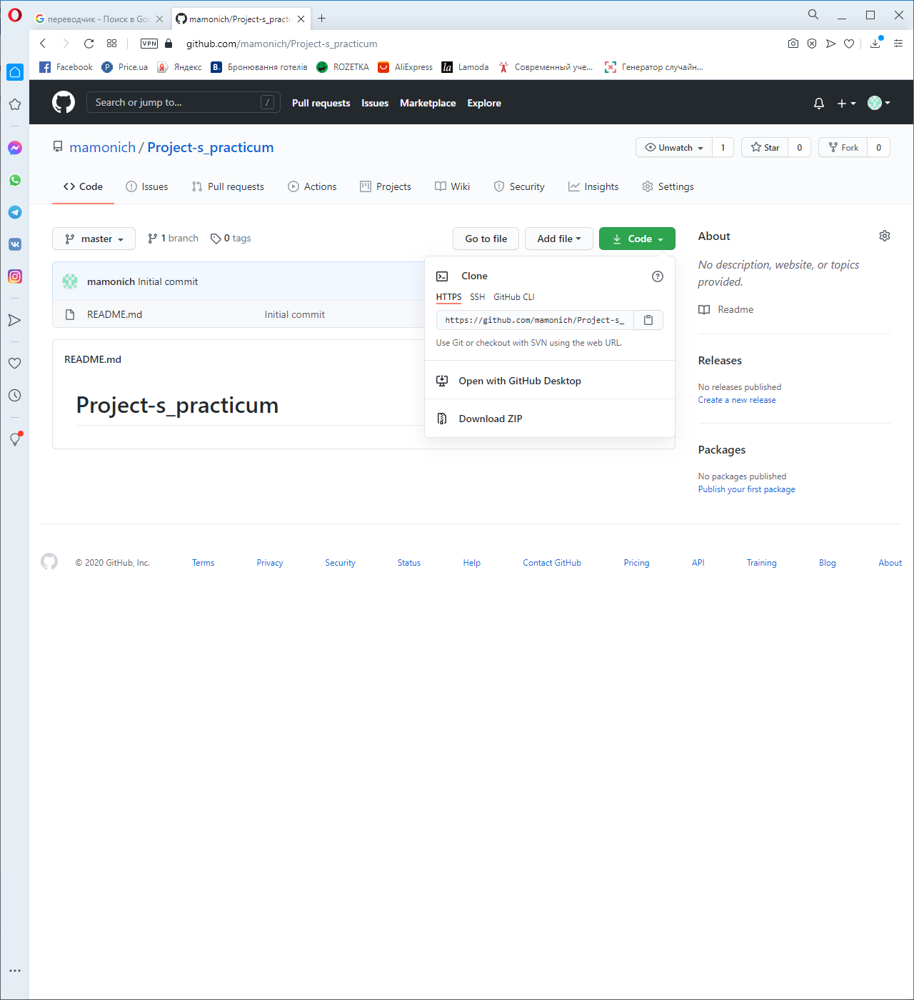 переводчик - Поиск в Goo
mamonich/Project-s_practi
VPN
github.com/mamonich/Project-s_practicum
Facebook
Price.ua
Яндекс
Бронювання готелів
ROZETKA
AliExpress
Lamoda
Современный уче...
Генератор случайн...
Search or jump to...
/
Pull requests
Issues
Marketplace
Explore
mamonich / Project-s_practicum
Unwatch 1
Star 0
Fork 0
Code
Issues
Pull requests
Actions
Projects
Wiki
Security
Insights
Settings
master
1 branch
0 tags
Go to file
Add file
Code
mamonich Initial commit
README.md Initial commit
README.md
Project-s_practicum
Clone
HTTPS SSH GitHub CLI
https://github.com/mamonich/Project-s_
Use Git or checkout with SVN using the web URL.
Open with GitHub Desktop
Download ZIP
About
No description, website, or topics
provided.
Readme
Releases
No releases published
Create a new release
Packages
No packages published
Publish your first package
© 2020 GitHub, Inc.
Terms
Privacy
Security
Status
Help
Contact GitHub
Pricing
API
Training
Blog
About